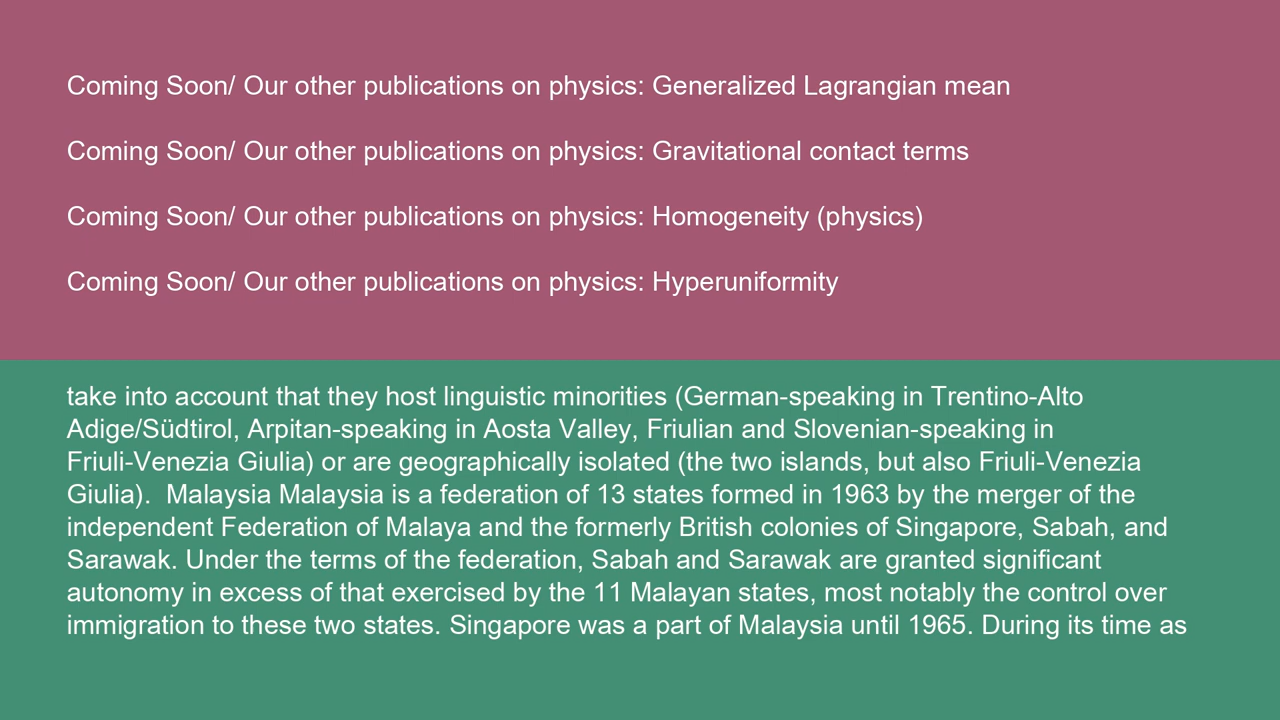 Coming Soon/ Our other publications on physics: Generalized Lagrangian mean
Coming Soon/ Our other publications on physics: Gravitational contact terms
Coming Soon/ Our other publications on physics: Homogeneity (physics)
Coming Soon/ Our other publications on physics: Hyperuniformity
take into account that they host linguistic minorities (German-speaking in Trentino-Alto
Adige/Südtirol, Arpitan-speaking in Aosta Valley, Friulian and Slovenian-speaking in
Friuli-Venezia Giulia) or are geographically isolated (the two islands, but also Friuli-Venezia
Giulia).  Malaysia Malaysia is a federation of 13 states formed in 1963 by the merger of the
independent Federation of Malaya and the formerly British colonies of Singapore, Sabah, and
Sarawak. Under the terms of the federation, Sabah and Sarawak are granted significant
autonomy in excess of that exercised by the 11 Malayan states, most notably the control over
immigration to these two states. Singapore was a part of Malaysia until 1965. During its time as